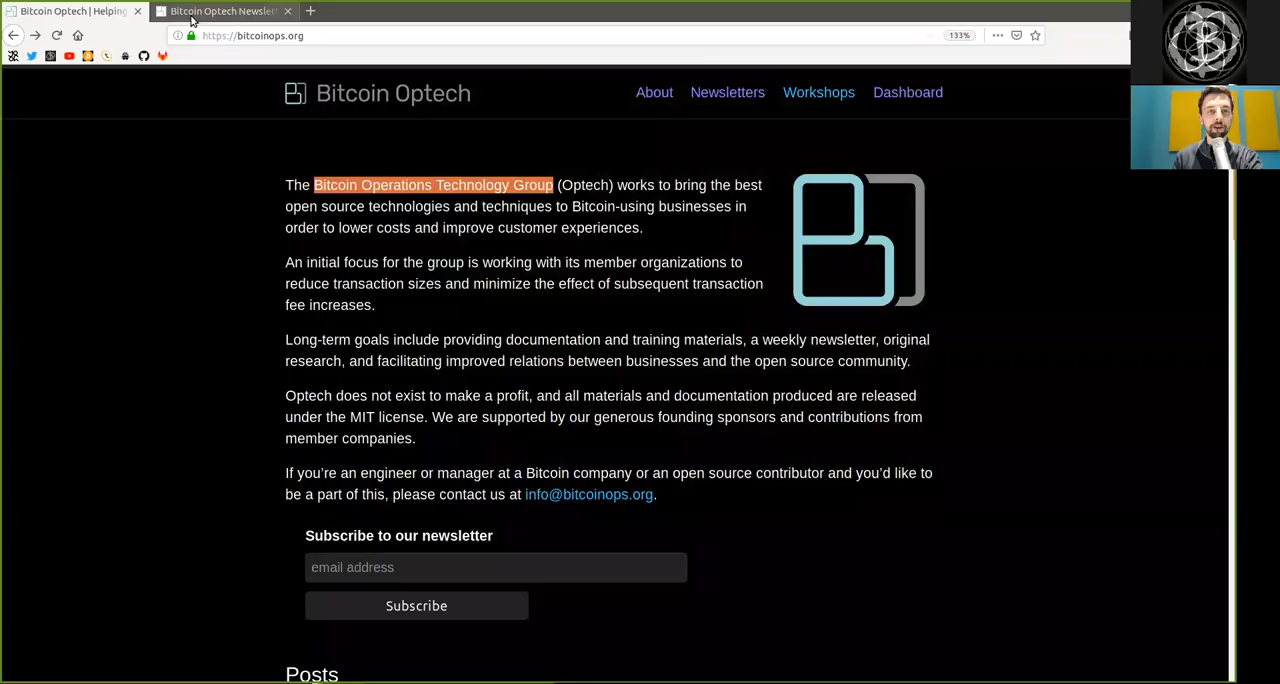 Bitcoin Optech | Helping
Bitcoin Optech Newslett
https://bitcoinops.org
133%
Bitcoin Optech
About Newsletters Workshops Dashboard
The Bitcoin Operations Technology Group (Optech) works to bring the best
open source technologies and techniques to Bitcoin-using businesses in
order to lower costs and improve customer experiences.
An initial focus for the group is working with its member organizations to
reduce transaction sizes and minimize the effect of subsequent transaction
fee increases.
Long-term goals include providing documentation and training materials, a weekly newsletter, original
research, and facilitating improved relations between businesses and the open source community.
Optech does not exist to make a profit, and all materials and documentation produced are released
under the MIT license. We are supported by our generous founding sponsors and contributions from
member companies.
If you’re an engineer or manager at a Bitcoin company or an open source contributor and you’d like to
be a part of this, please contact us at info@bitcoinops.org.
Subscribe to our newsletter
email address
Subscribe
Posts